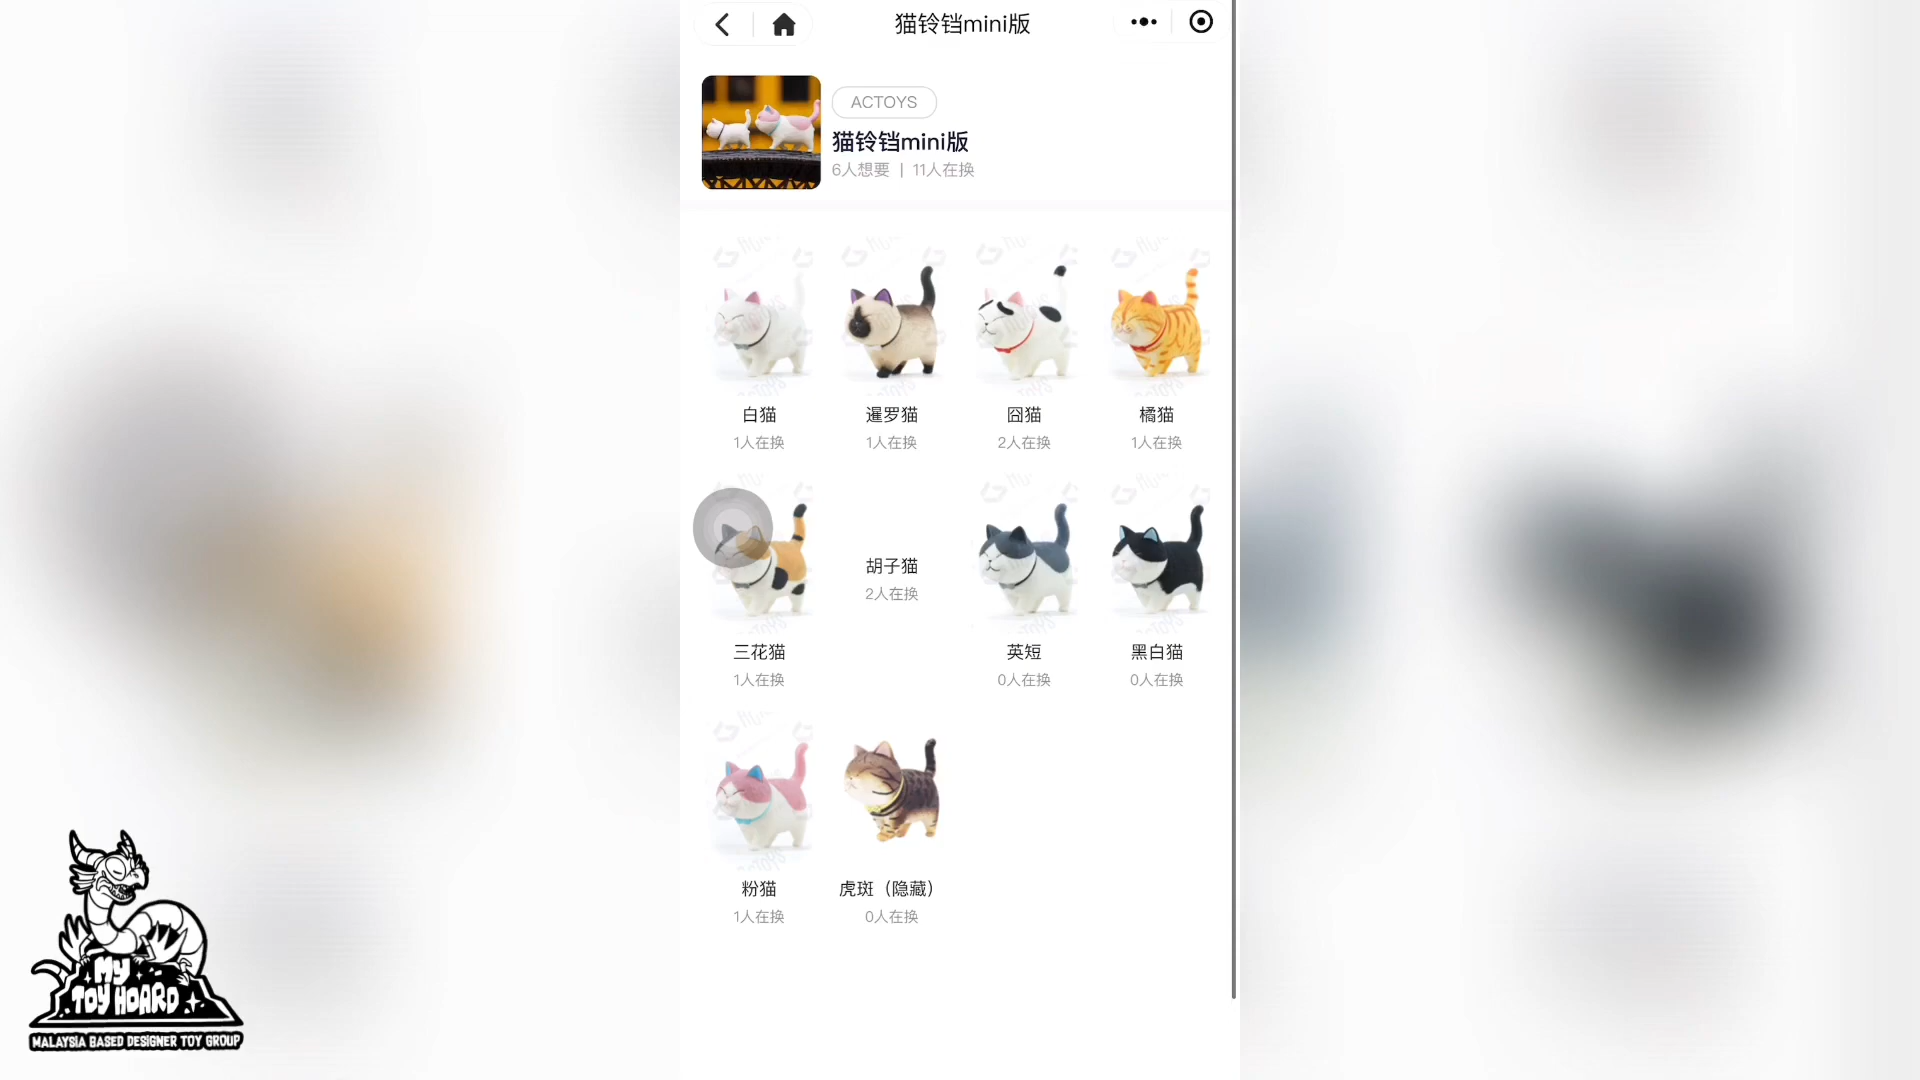 猫铃铛mini版
ACTOYS
猫铃铛mini版
6人想要 | 11人在换
白猫
1人在换
暹罗猫
1人在换
囧猫
2人在换
橘猫
1人在换
三花猫
1人在换
胡子猫
2人在换
英短
0人在换
黑白猫
0人在换
粉猫
1人在换
虎斑（隐藏）
0人在换
MY
TOY HOARD
MALAYSIA BASED DESIGNER TOY GROUP